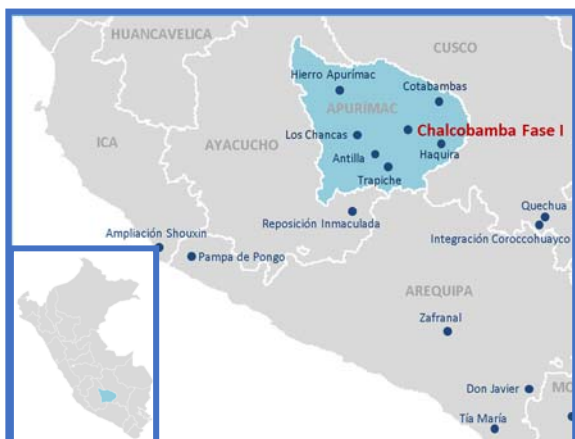 HUANCAVELICA
CUSCO
Hierro Apurímac
Cotabambas
APURÍMAC
ICA
AYACUCHO
Los Chancas
Chalcobamba Fase I
Antilla
Haquira
Trapiche
Quechua
Reposición Inmaculada
Ampliación Shouxin
Integración Coroccohuayco
Pampa de Pongo
AREQUIPA
Zafranal
Don Javier
MO
Tía María